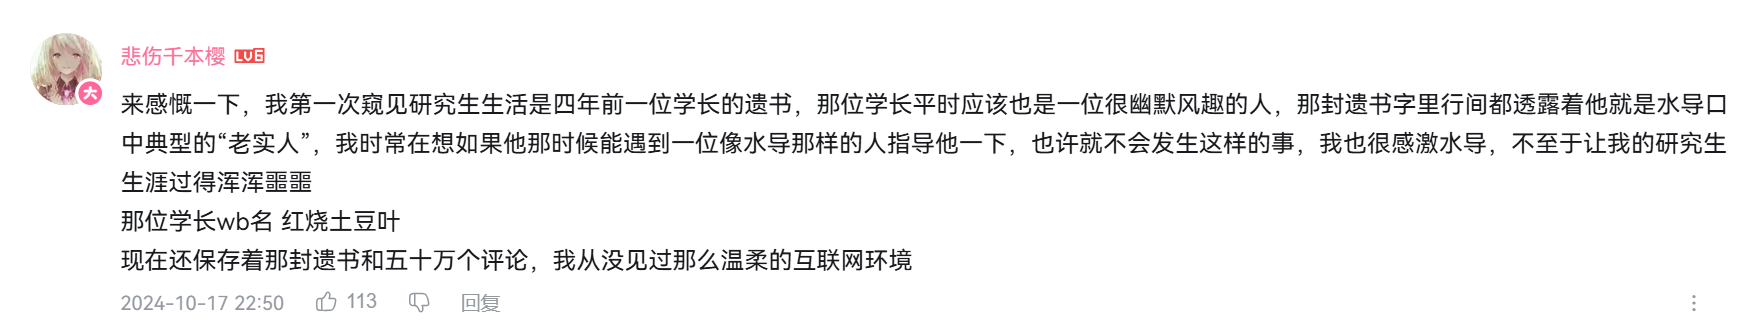 悲伤千本樱 LV6
大
来感慨一下，我第一次窥见研究生生活是四年前一位学长的遗书，那位学长平时应该也是一位很幽默风趣的人，那封遗书字里行间都透露着他就是水导口
中典型的“老实人”，我时常在想如果他那时候能遇到一位像水导那样的人指导他一下，也许就不会发生这样的事，我也很感激水导，不至于让我的研究生
生涯过得浑浑噩噩
那位学长wb名 红烧土豆叶
现在还保存着那封遗书和五十万个评论，我从没见过那么温柔的互联网环境
2024-10-17 22:50 113 回复